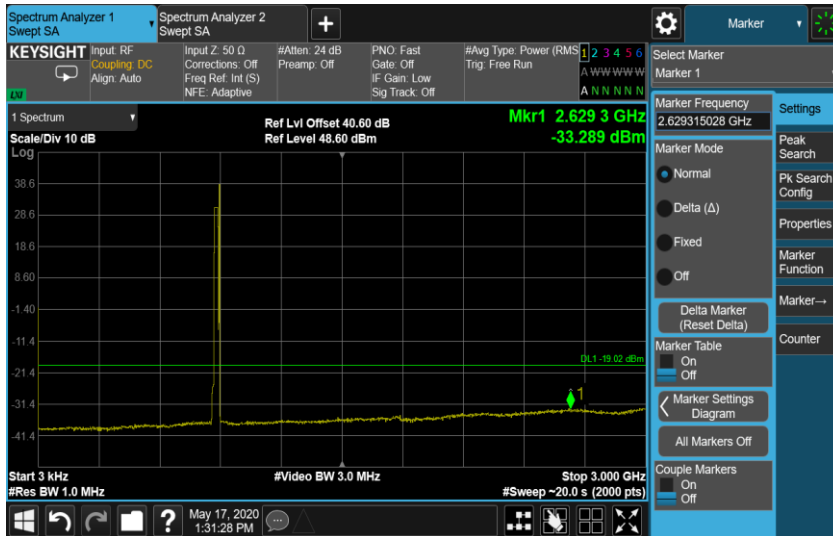 Spectrum Analyzer 1
Swept SA
Spectrum Analyzer 2
Swept SA
Marker
KEYSIGHT
Input: RF
Coupling: DC
Align: Auto
LXI
Input Z: 50 Ω
Corrections: Off
Freq Ref: Int (S)
NFE: Adaptive
#Atten: 24 dB
Preamp: Off
PNO: Fast
Gate: Off
IF Gain: Low
Sig Track: Off
#Avg Type: Power (RMS
Trig: Free Run
1 2 3 4 5 6
A W W W W W
A N N N N N
Select Marker
Marker 1
1 Spectrum
Scale/Div 10 dB
Log
Ref Lvl Offset 40.60 dB
Ref Level 48.60 dBm
Mkr1 2.629 3 GHz
-33.289 dBm
38.6
28.6
18.6
8.60
-1.40
-11.4
-21.4
-31.4
-41.4
DL1 -19.02 dBm
1
Start 3 kHz
#Res BW 1.0 MHz
#Video BW 3.0 MHz
Stop 3.000 GHz
#Sweep ~20.0 s (2000 pts)
Marker Frequency
2.629315028 GHz
Marker Mode
Normal
Delta (Δ)
Fixed
Off
Delta Marker
(Reset Delta)
Marker Table
On
Off
Marker Settings
Diagram
All Markers Off
Couple Markers
On
Off
Settings
Peak
Search
Pk Search
Config
Properties
Marker
Function
Marker→
Counter
?
May 17, 2020
1:31:28 PM